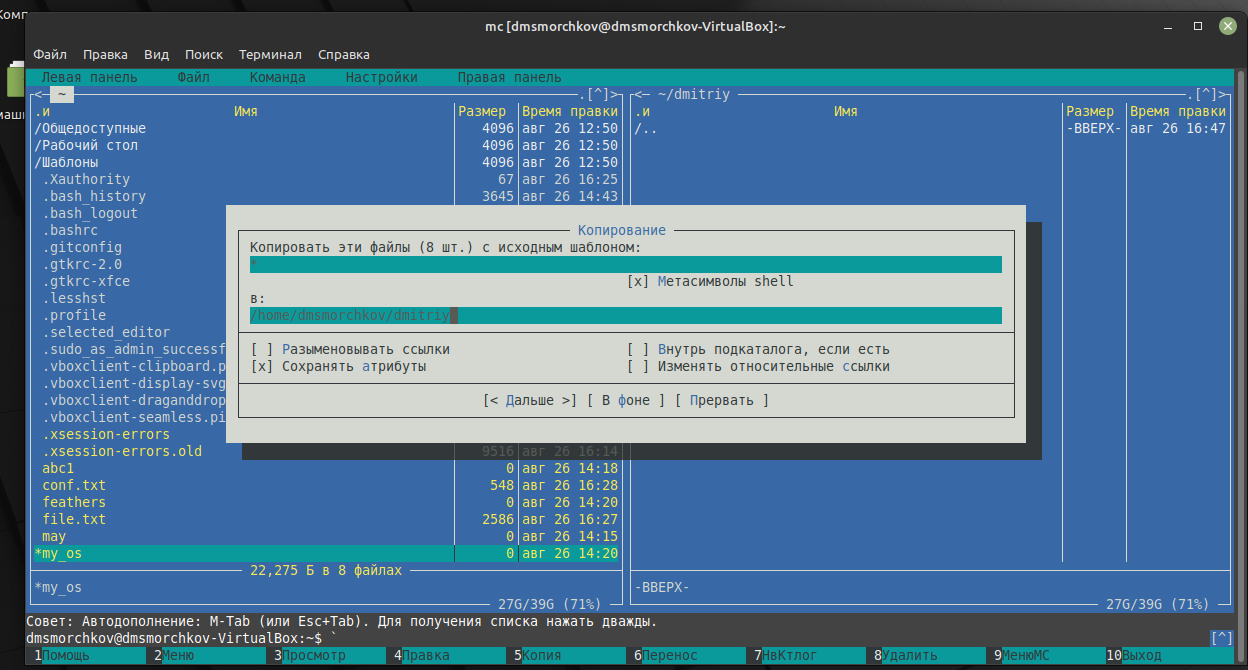 Комп
mc [dmsmorchkov@dmsmorchkov-VirtualBox]:~
Файл Правка Вид Поиск Терминал Справка
Левая панель Файл Команда Настройки Правая панель
<─ ~ .[^]> <─ ~/dmitriy .[^]>
.и Имя Размер Время правки .и Имя Размер Время правки
/Общедоступные 4096 авг 26 12:50 /.. -ВВЕРХ- авг 26 16:47
/Рабочий стол 4096 авг 26 12:50
/Шаблоны 4096 авг 26 12:50
.Xauthority 67 авг 26 16:25
.bash_history 3645 авг 26 14:43
.bash_logout
.bashrc
.gitconfig
.gtkrc-2.0
.gtkrc-xfce
.lesshst
.profile
.selected_editor
.sudo_as_admin_successf
.vboxclient-clipboard.p
.vboxclient-display-svg
.vboxclient-draganddrop
.vboxclient-seamless.pi
.xsession-errors
.xsession-errors.old 9516 авг 26 16:14
abc1 0 авг 26 14:18
conf.txt 548 авг 26 16:28
feathers 0 авг 26 14:20
file.txt 2586 авг 26 16:27
may 0 авг 26 14:15
*my_os 0 авг 26 14:20
22,275 Б в 8 файлах
*my_os -ВВЕРХ-
27G/39G (71%) 27G/39G (71%)
Копирование
Копировать эти файлы (8 шт.) с исходным шаблоном:
*
[x] Метасимволы shell
в:
/home/dmsmorchkov/dmitriy
[ ] Разыменовывать ссылки [ ] Внутрь подкаталога, если есть
[x] Сохранять атрибуты [ ] Изменять относительные ссылки
[< Дальше >] [ В фоне ] [ Прервать ]
Совет: Автодополнение: M-Tab (или Esc+Tab). Для получения списка нажать дважды.
dmsmorchkov@dmsmorchkov-VirtualBox:~$ ` [^]
1Помощь 2Меню 3Просмотр 4Правка 5Копия 6Перенос 7НвКтлог 8Удалить 9МенюМС 10Выход